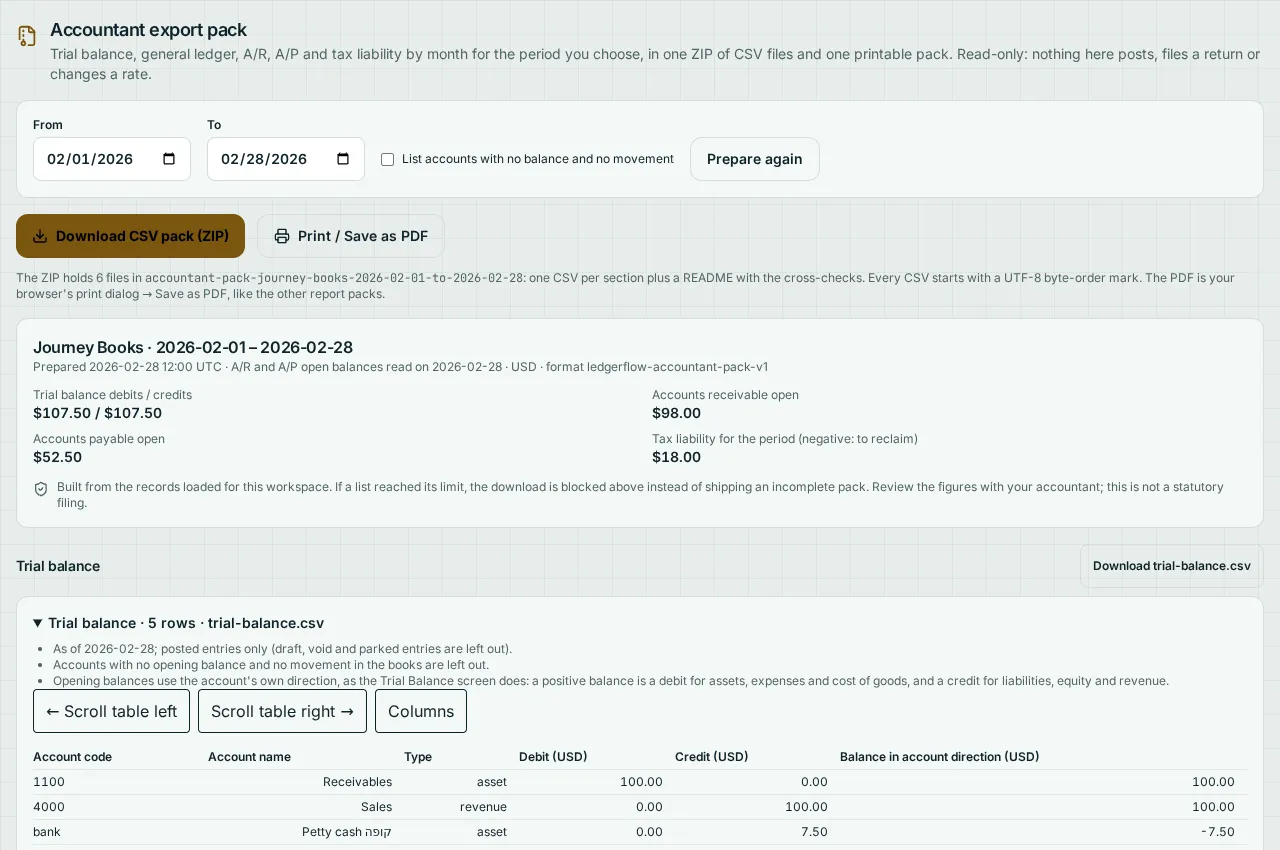 Accountant export pack
Trial balance, general ledger, A/R, A/P and tax liability by month for the period you choose, in one ZIP of CSV files and one printable pack. Read-only: nothing here posts, files a return or
changes a rate.
From
To
02/01/2026
02/28/2026
List accounts with no balance and no movement
Prepare again
Download CSV pack (ZIP)
Print / Save as PDF
The ZIP holds 6 files in accountant-pack-journey-books-2026-02-01-to-2026-02-28: one CSV per section plus a README with the cross-checks. Every CSV starts with a UTF-8 byte-order mark. The PDF is your
browser's print dialog → Save as PDF, like the other report packs.
Journey Books · 2026-02-01 – 2026-02-28
Prepared 2026-02-28 12:00 UTC · A/R and A/P open balances read on 2026-02-28 · USD · format ledgerflow-accountant-pack-v1
Trial balance debits / credits
$107.50 / $107.50
Accounts receivable open
$98.00
Accounts payable open
$52.50
Tax liability for the period (negative: to reclaim)
$18.00
Built from the records loaded for this workspace. If a list reached its limit, the download is blocked above instead of shipping an incomplete pack. Review the figures with your accountant; this is not a statutory
filing.
Trial balance
Download trial-balance.csv
▼ Trial balance · 5 rows · trial-balance.csv
• As of 2026-02-28; posted entries only (draft, void and parked entries are left out).
• Accounts with no opening balance and no movement in the books are left out.
• Opening balances use the account's own direction, as the Trial Balance screen does: a positive balance is a debit for assets, expenses and cost of goods, and a credit for liabilities, equity and revenue.
← Scroll table left
Scroll table right →
Columns
Account code Account name Type Debit (USD) Credit (USD) Balance in account direction (USD)
1100 Receivables asset 100.00 0.00 100.00
4000 Sales revenue 0.00 100.00 100.00
bank Petty cash קופה asset 0.00 7.50 -7.50